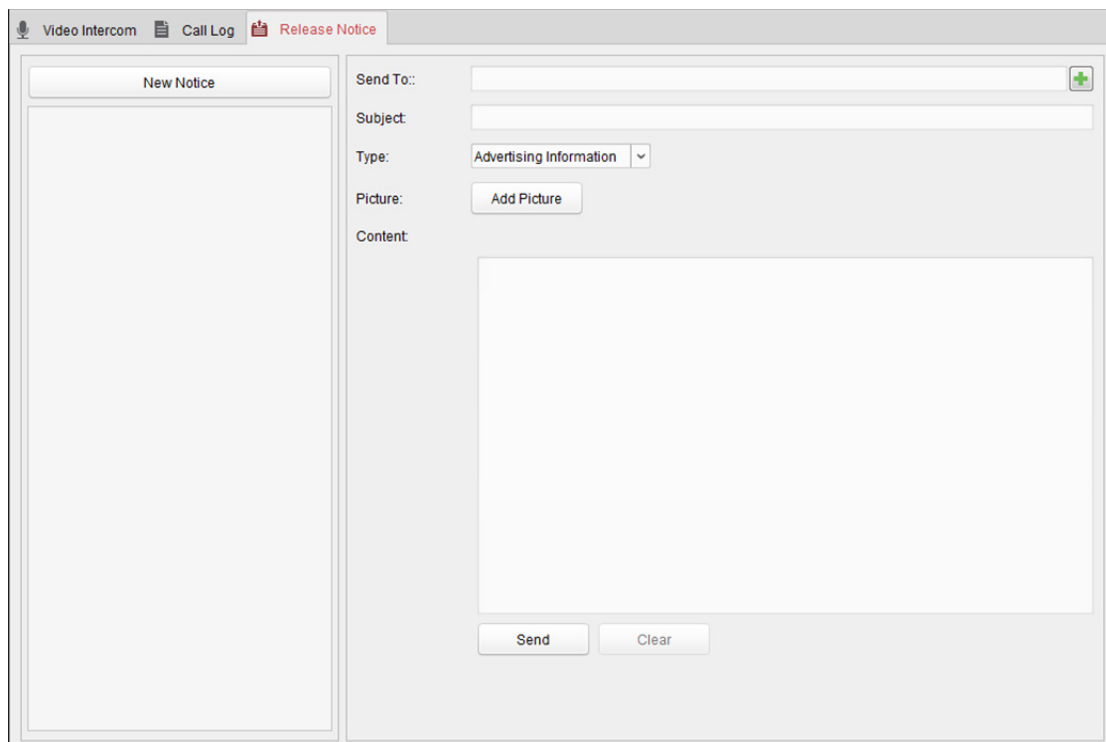 Video Intercom Call Log Release Notice
New Notice
Send To::
Subject:
Type: Advertising Information
Picture: Add Picture
Content:
Send Clear